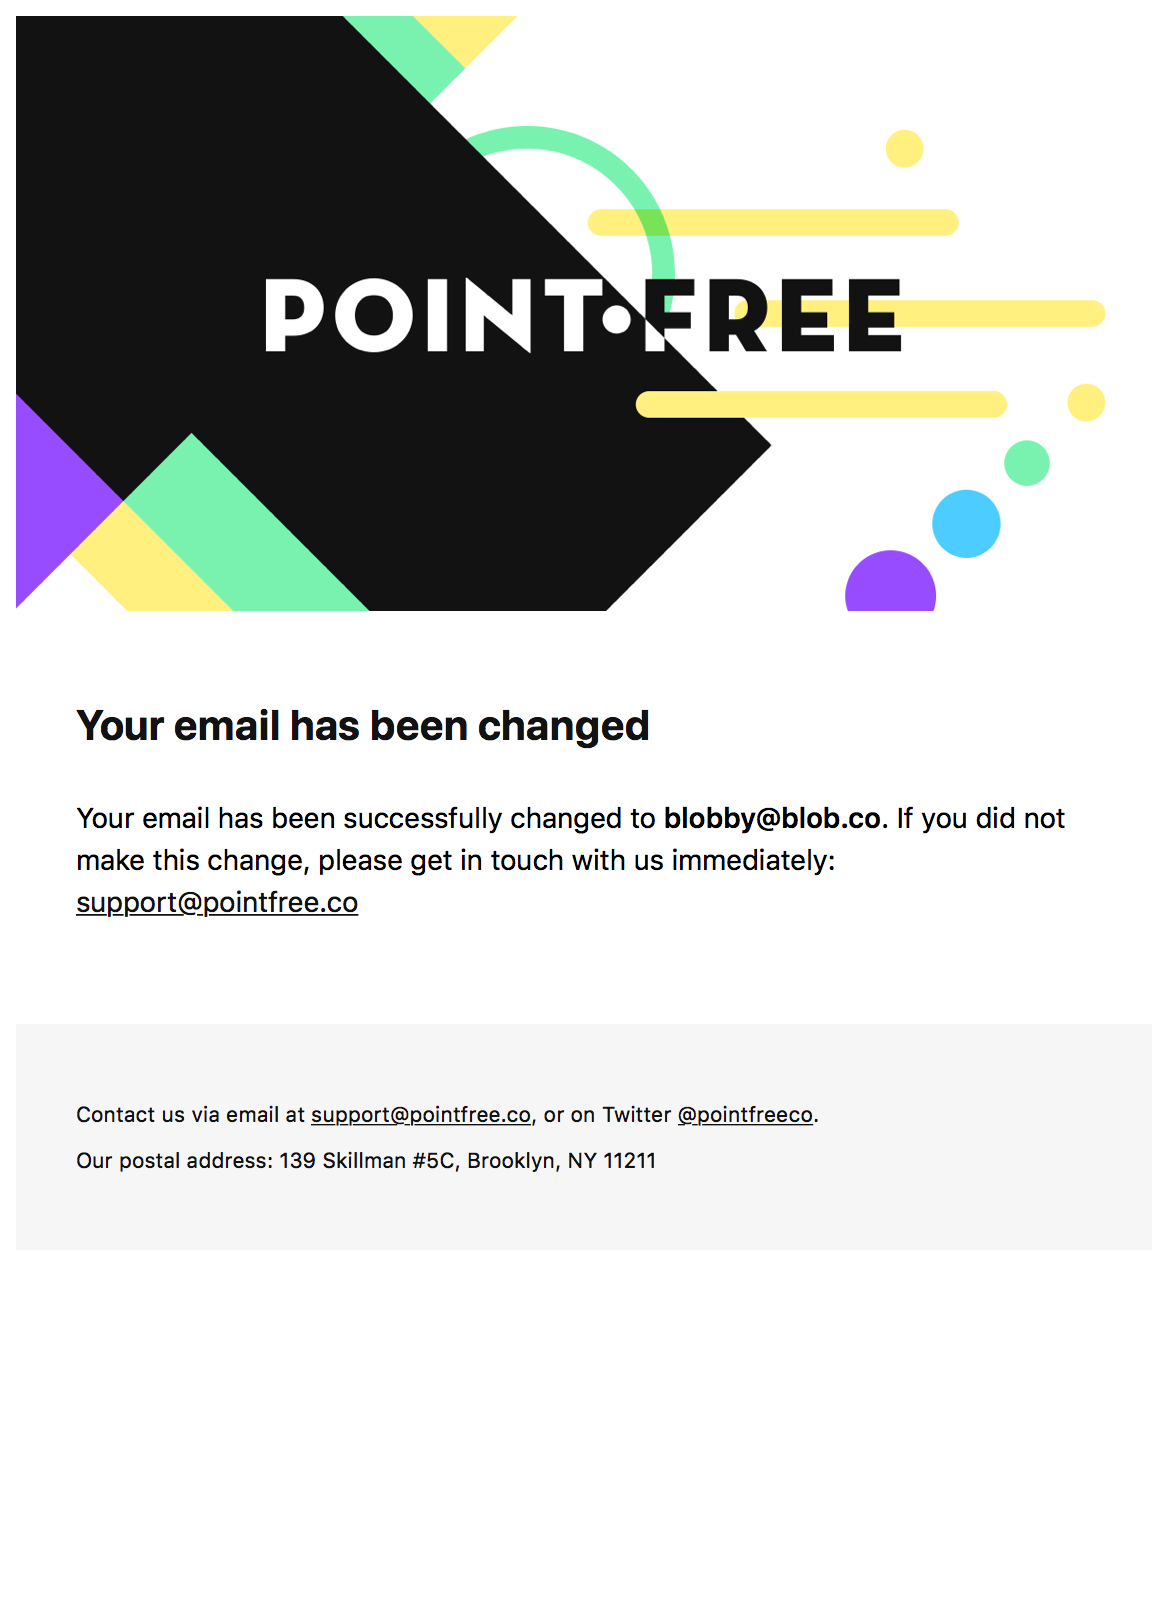 POINT•FREE
Your email has been changed
Your email has been successfully changed to blobby@blob.co. If you did not
make this change, please get in touch with us immediately:
support@pointfree.co
Contact us via email at support@pointfree.co, or on Twitter @pointfreeco.
Our postal address: 139 Skillman #5C, Brooklyn, NY 11211